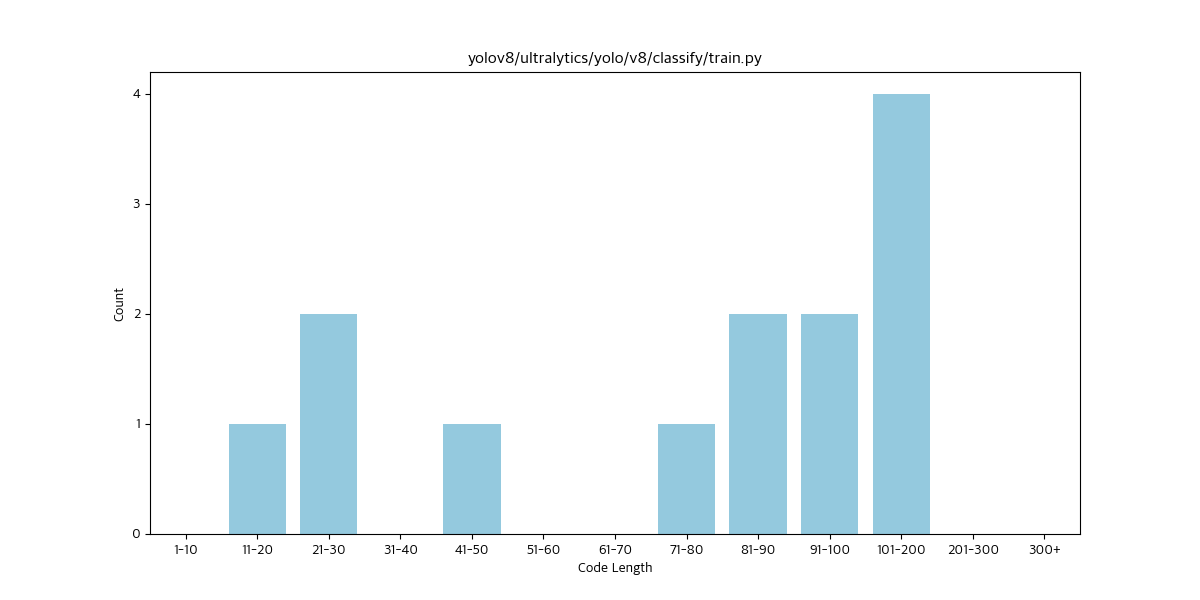 yolov8/ultralytics/yolo/v8/classify/train.py
4
3
2
1
0
Count
1-10 11-20 21-30 31-40 41-50 51-60 61-70 71-80 81-90 91-100 101-200 201-300 300+
Code Length